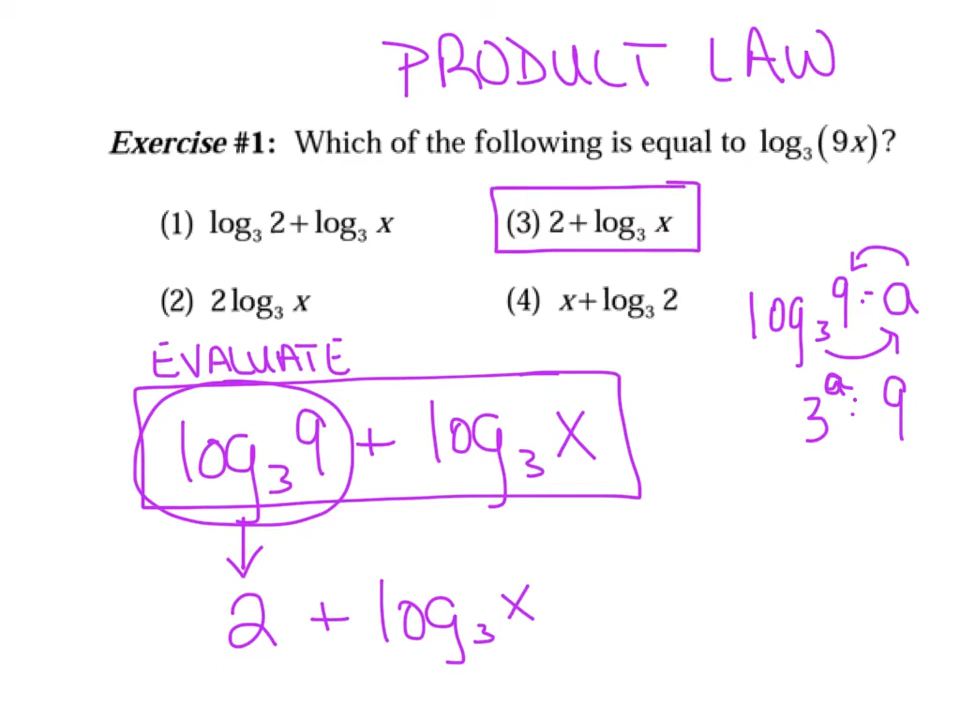 PRODUCT LAW
Exercise #1: Which of the following is equal to log₃(9x)?
(1) log₃ 2 + log₃ x
(3) 2 + log₃ x
(2) 2 log₃ x
(4) x + log₃ 2
log₃ 9 = a
3ᵃ = 9
EVALUATE
log₃ 9 + log₃ x
2 + log₃ x